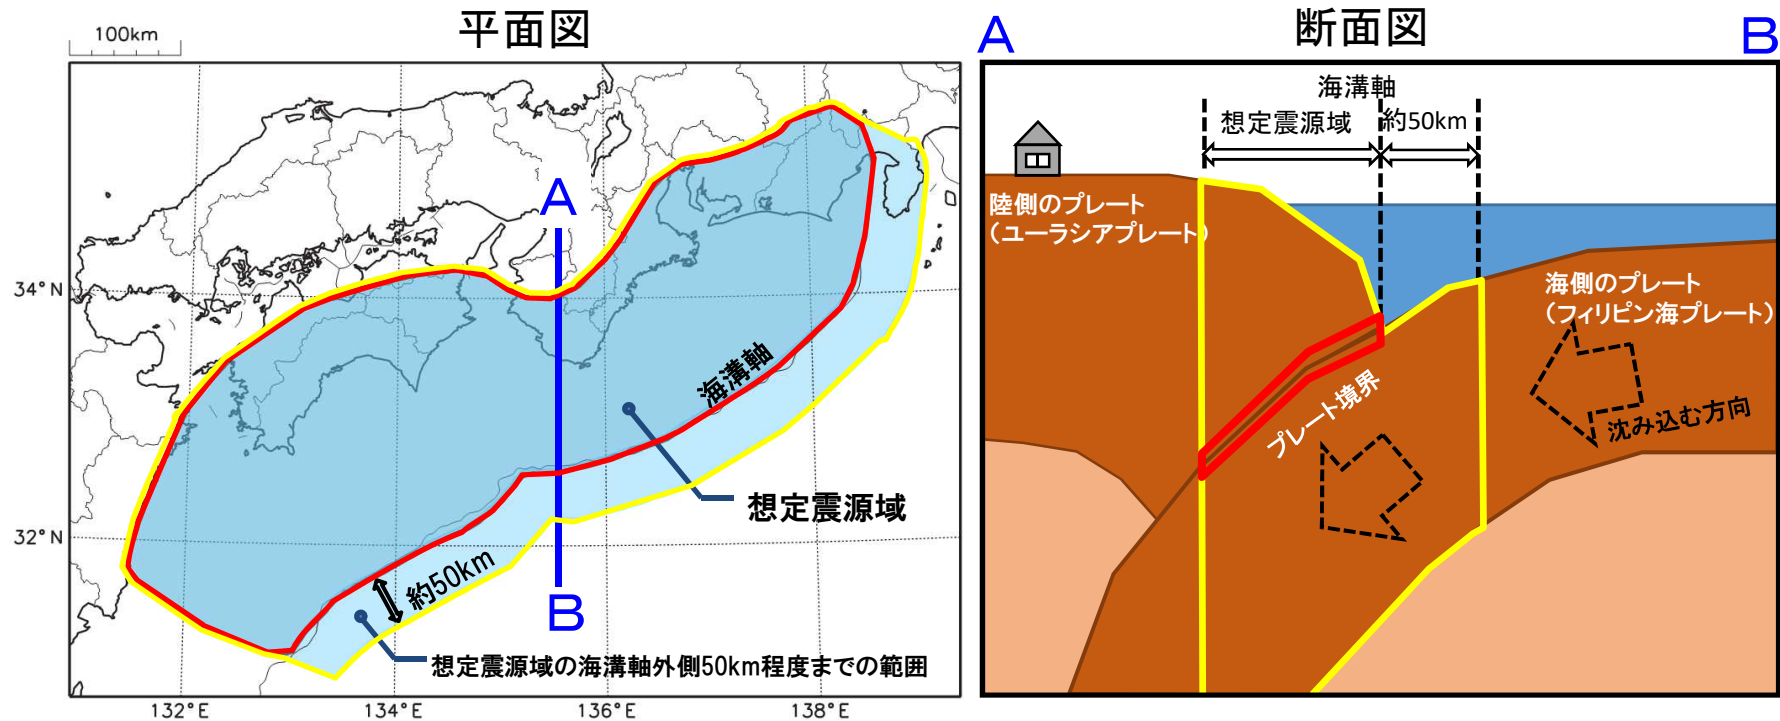 平面図
100km
A
34°N
海溝軸
想定震源域
32°N
約50km
B
想定震源域の海溝軸外側50km程度までの範囲
132°E
134°E
136°E
138°E
断面図
A
B
海溝軸
想定震源域
約50km
陸側のプレート
（ユーラシアプレート）
海側のプレート
（フィリピン海プレート）
プレート境界
沈み込む方向